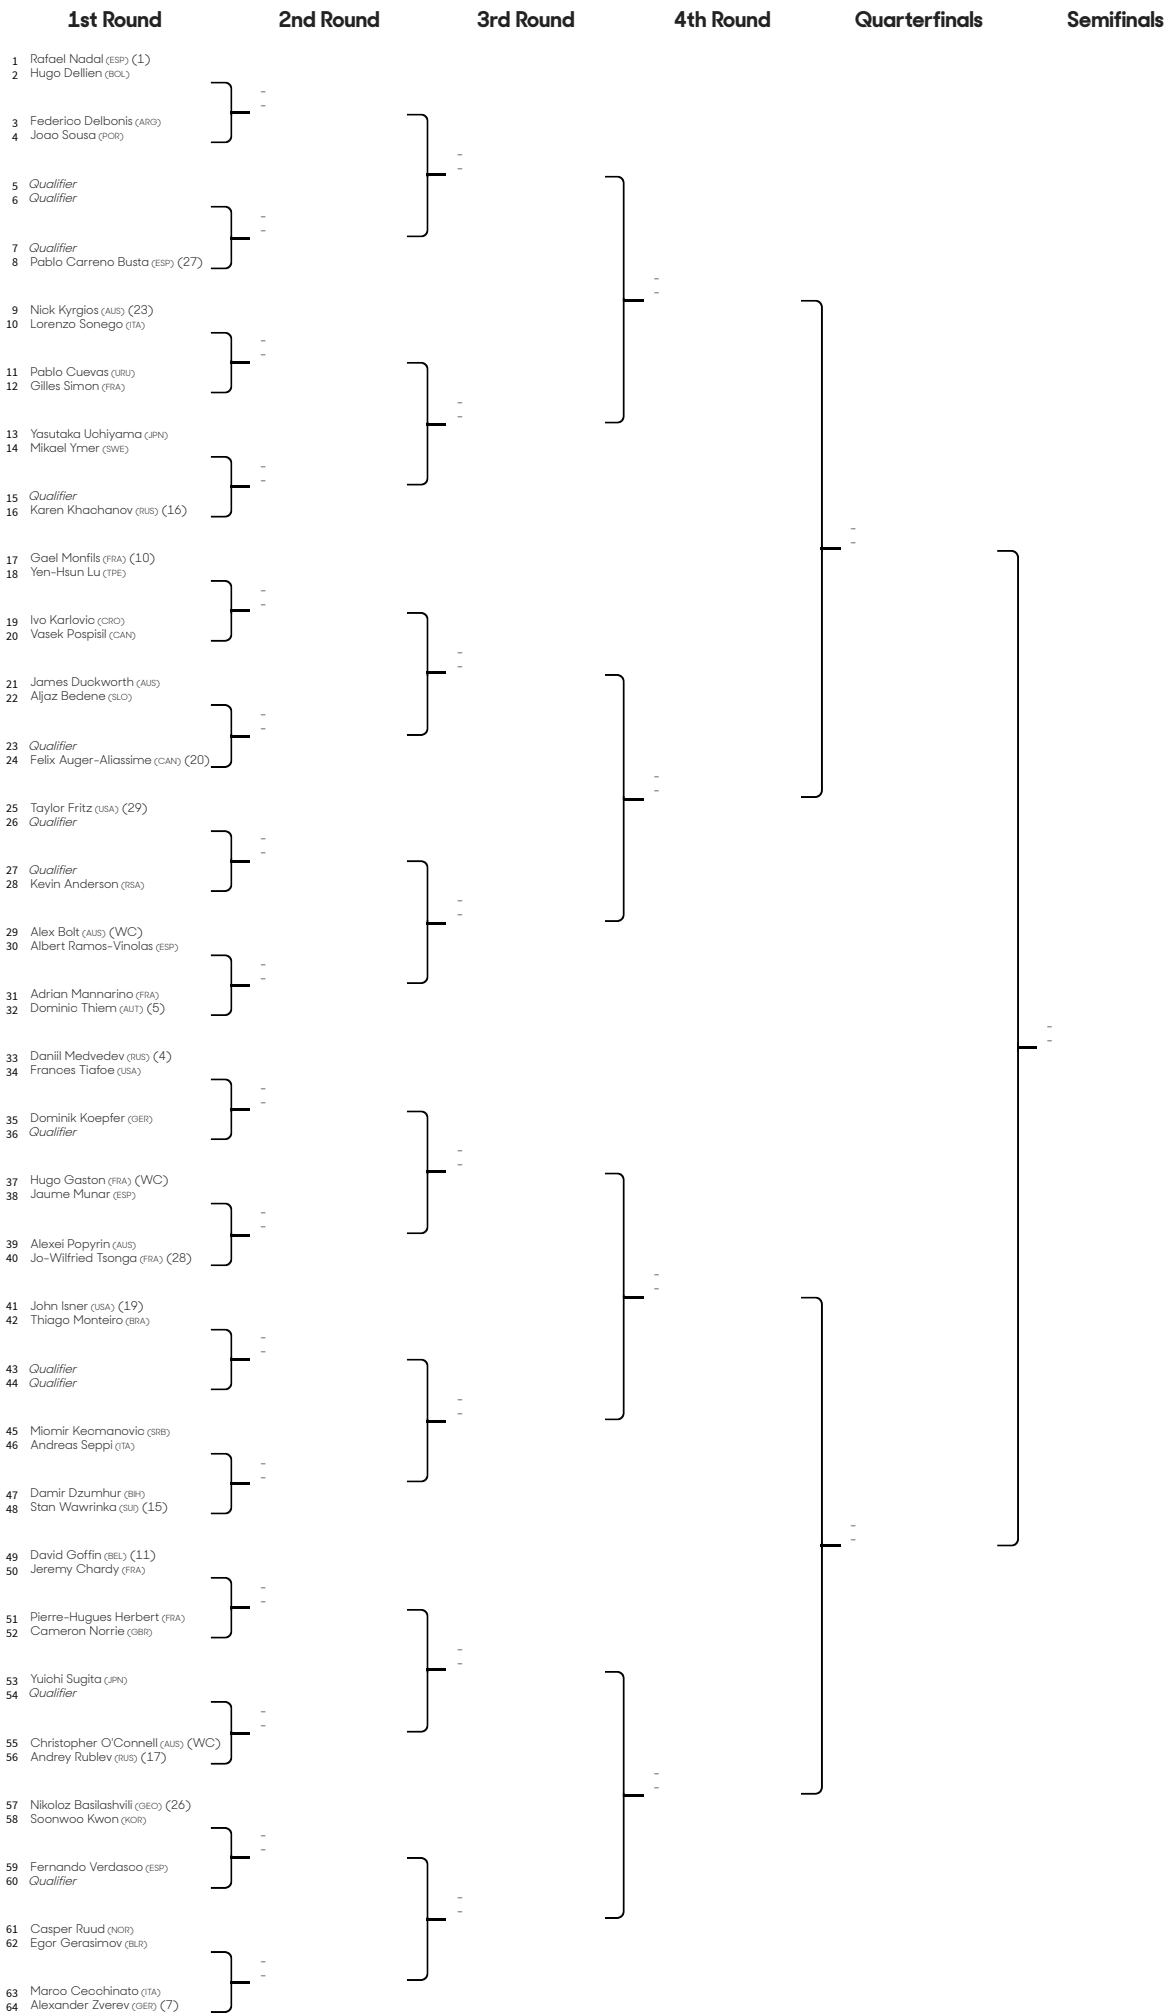 1st Round 2nd Round 3rd Round 4th Round Quarterfinals Semifinals
1 Rafael Nadal (ESP) (1)
2 Hugo Dellien (BOL)
3 Federico Delbonis (ARG)
4 Joao Sousa (POR)
5 Qualifier
6 Qualifier
7 Qualifier
8 Pablo Carreno Busta (ESP) (27)
9 Nick Kyrgios (AUS) (23)
10 Lorenzo Sonego (ITA)
11 Pablo Cuevas (URU)
12 Gilles Simon (FRA)
13 Yasutaka Uchiyama (JPN)
14 Mikael Ymer (SWE)
15 Qualifier
16 Karen Khachanov (RUS) (16)
17 Gael Monfils (FRA) (10)
18 Yen-Hsun Lu (TPE)
19 Ivo Karlovic (CRO)
20 Vasek Pospisil (CAN)
21 James Duckworth (AUS)
22 Aljaz Bedene (SLO)
23 Qualifier
24 Felix Auger-Aliassime (CAN) (20)
25 Taylor Fritz (USA) (29)
26 Qualifier
27 Qualifier
28 Kevin Anderson (RSA)
29 Alex Bolt (AUS) (WC)
30 Albert Ramos-Vinolas (ESP)
31 Adrian Mannarino (FRA)
32 Dominic Thiem (AUT) (5)
33 Daniil Medvedev (RUS) (4)
34 Frances Tiafoe (USA)
35 Dominik Koepfer (GER)
36 Qualifier
37 Hugo Gaston (FRA) (WC)
38 Jaume Munar (ESP)
39 Alexei Popyrin (AUS)
40 Jo-Wilfried Tsonga (FRA) (28)
41 John Isner (USA) (19)
42 Thiago Monteiro (BRA)
43 Qualifier
44 Qualifier
45 Miomir Kecmanovic (SRB)
46 Andreas Seppi (ITA)
47 Damir Dzumhur (BIH)
48 Stan Wawrinka (SUI) (15)
49 David Goffin (BEL) (11)
50 Jeremy Chardy (FRA)
51 Pierre-Hugues Herbert (FRA)
52 Cameron Norrie (GBR)
53 Yuichi Sugita (JPN)
54 Qualifier
55 Christopher O'Connell (AUS) (WC)
56 Andrey Rublev (RUS) (17)
57 Nikoloz Basilashvili (GEO) (26)
58 Soonwoo Kwon (KOR)
59 Fernando Verdasco (ESP)
60 Qualifier
61 Casper Ruud (NOR)
62 Egor Gerasimov (BLR)
63 Marco Cecchinato (ITA)
64 Alexander Zverev (GER) (7)